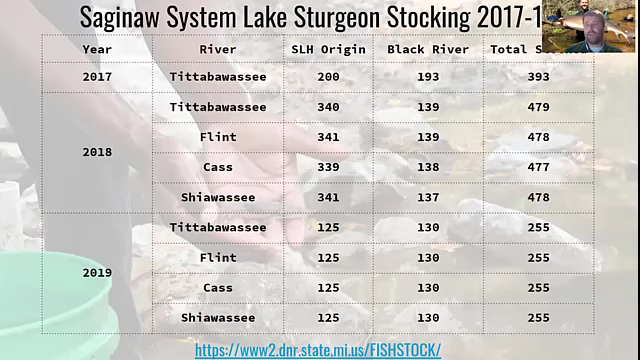 Saginaw System Lake Sturgeon Stocking 2017-1
Year River SLH Origin Black River Total
2017 Tittabawassee 200 193 393
Tittabawassee 340 139 479
Flint 341 139 478
2018
Cass 339 138 477
Shiawassee 341 137 478
Tittabawassee 125 130 255
Flint 125 130 255
2019
Cass 125 130 255
Shiawassee 125 130 255
https://www2.dnr.state.mi.us/FISHSTOCK/